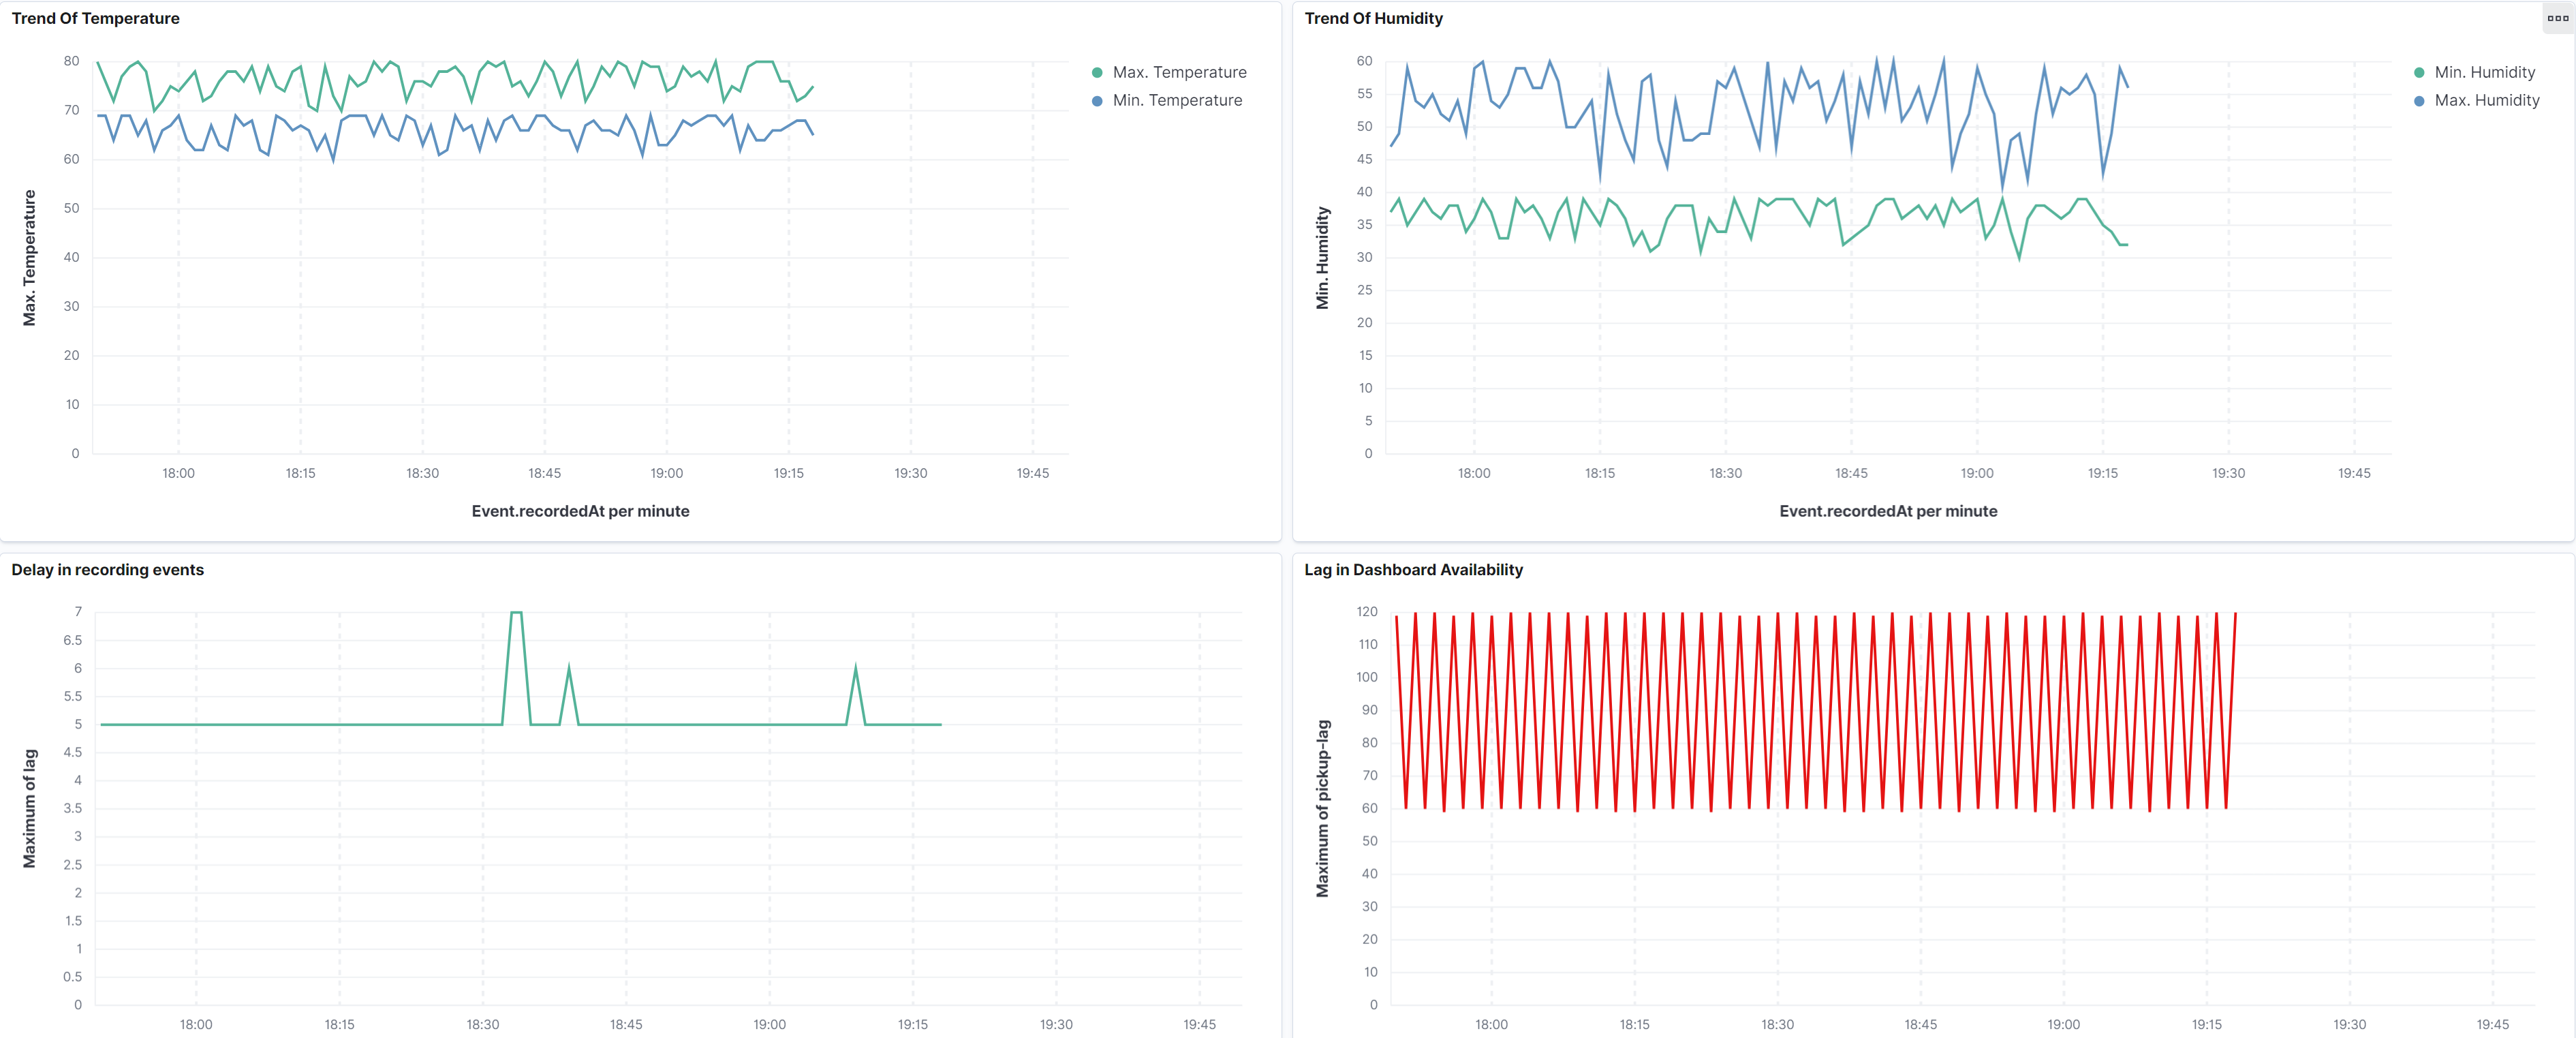 Trend Of Temperature
80
70
60
50
40
30
20
10
0
Max. Temperature
18:00 18:15 18:30 18:45 19:00 19:15 19:30 19:45
Event.recordedAt per minute
Max. Temperature
Min. Temperature
Trend Of Humidity
60
55
50
45
40
35
30
25
20
15
10
5
0
Min. Humidity
18:00 18:15 18:30 18:45 19:00 19:15 19:30 19:45
Event.recordedAt per minute
Min. Humidity
Max. Humidity
Delay in recording events
7
6.5
6
5.5
5
4.5
4
3.5
3
2.5
2
1.5
1
0.5
0
Maximum of lag
18:00 18:15 18:30 18:45 19:00 19:15 19:30 19:45
Lag in Dashboard Availability
120
110
100
90
80
70
60
50
40
30
20
10
0
Maximum of pickup-lag
18:00 18:15 18:30 18:45 19:00 19:15 19:30 19:45